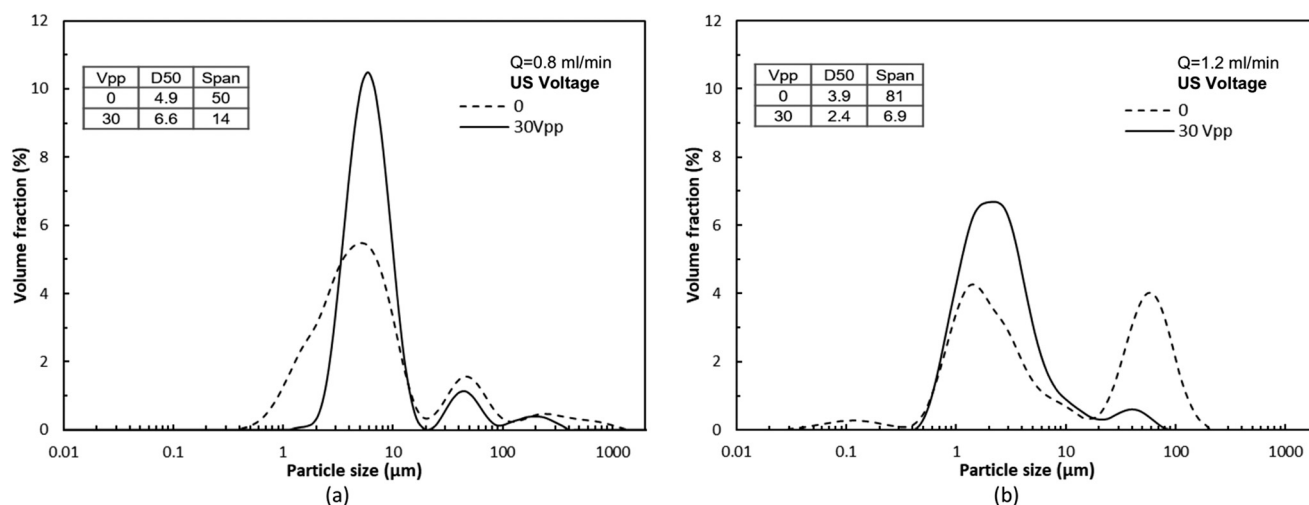 Q=0.8 ml/min
US Voltage
0
30Vpp
Vpp D50 Span
0 4.9 50
30 6.6 14
12
10
8
6
4
2
0
Volume fraction (%)
0.01 0.1 1 10 100 1000
Particle size (µm)
(a)
Q=1.2 ml/min
US Voltage
0
30 Vpp
Vpp D50 Span
0 3.9 81
30 2.4 6.9
12
10
8
6
4
2
0
Volume fraction (%)
0.01 0.1 1 10 100 1000
Particle size (µm)
(b)